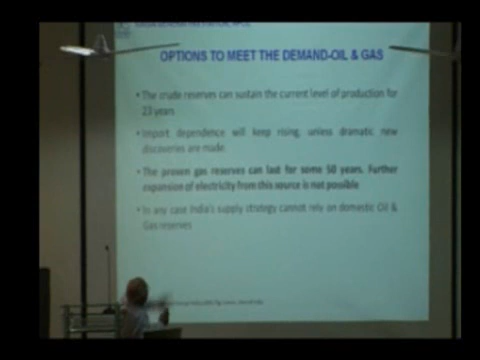 OPTIONS TO MEET THE DEMAND-OIL & GAS
• The crude reserves can sustain the current level of production for
23 years
• Import dependence will keep rising, unless dramatic new
discoveries are made
• The proven gas reserves can last for some 50 years. Further
expansion of electricity from this source is not possible
• In any case India's supply strategy cannot rely on domestic Oil &
Gas reserves